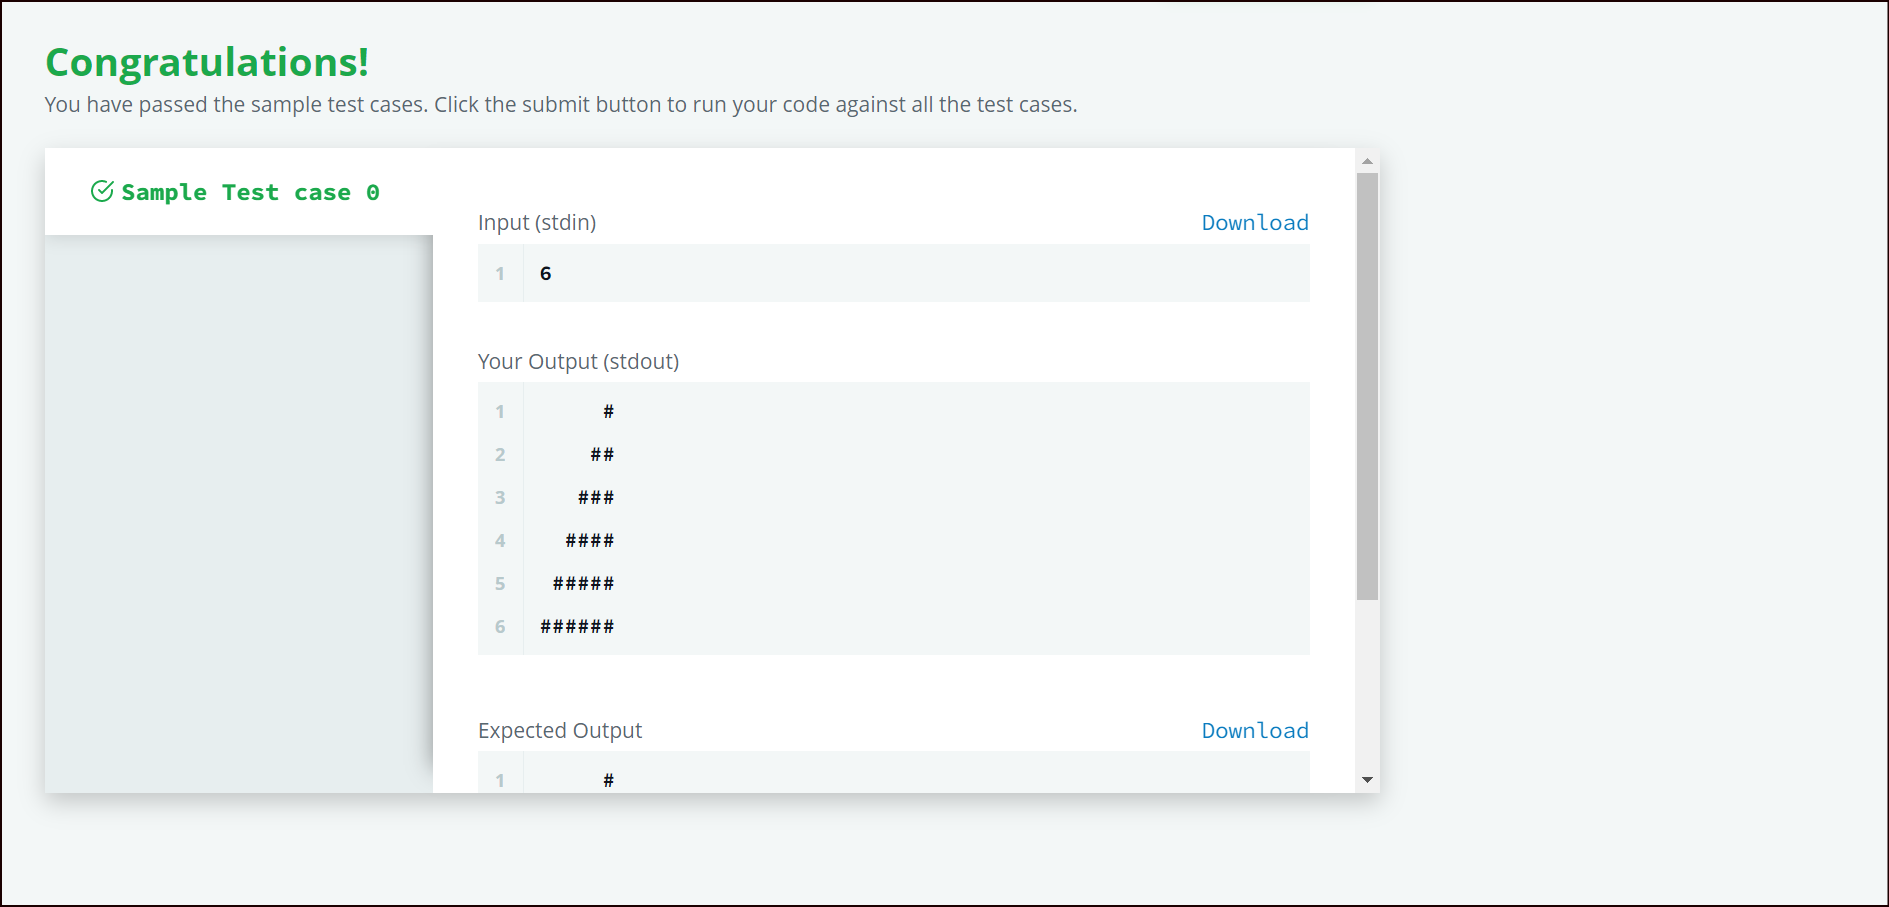 Congratulations!
You have passed the sample test cases. Click the submit button to run your code against all the test cases.
Sample Test case 0
Input (stdin) Download
1 6
Your Output (stdout)
1      #
2     ##
3    ###
4   ####
5  #####
6 ######
Expected Output Download
1      #